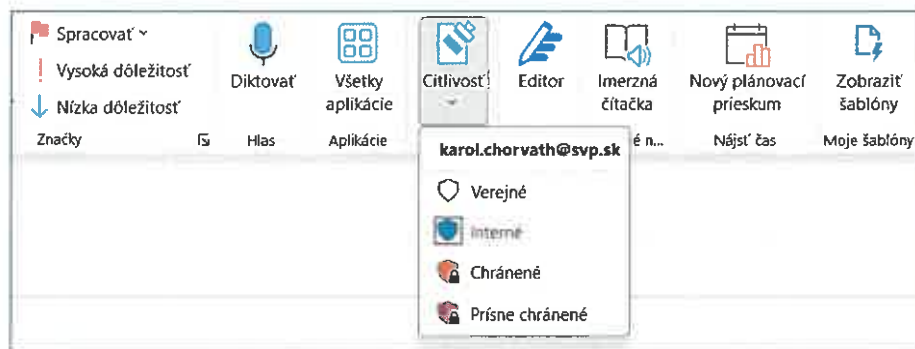 Spracovať
Vysoká dôležitosť
Nízka dôležitosť
Značky
Diktovať
Hlas
Všetky
aplikácie
Aplikácie
Citlivosť
Editor
Imerzná
čítačka
é n...
Nový plánovací
prieskum
Nájsť čas
Zobraziť
šablóny
Moje šablóny
karol.chorvath@svp.sk
Verejné
Interné
Chránené
Prísne chránené